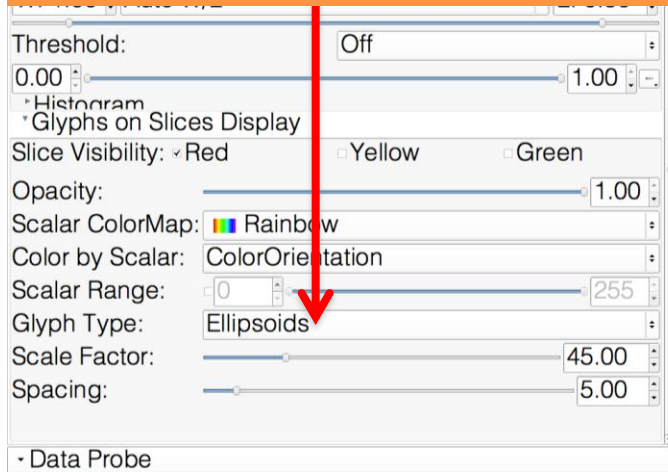 Threshold: Off
0.00 1.00 ...
Histogram
Glyphs on Slices Display
Slice Visibility: Red Yellow Green
Opacity: 1.00
Scalar ColorMap: Rainbow
Color by Scalar: ColorOrientation
Scalar Range: 0 255
Glyph Type: Ellipsoids
Scale Factor: 45.00
Spacing: 5.00
Data Probe